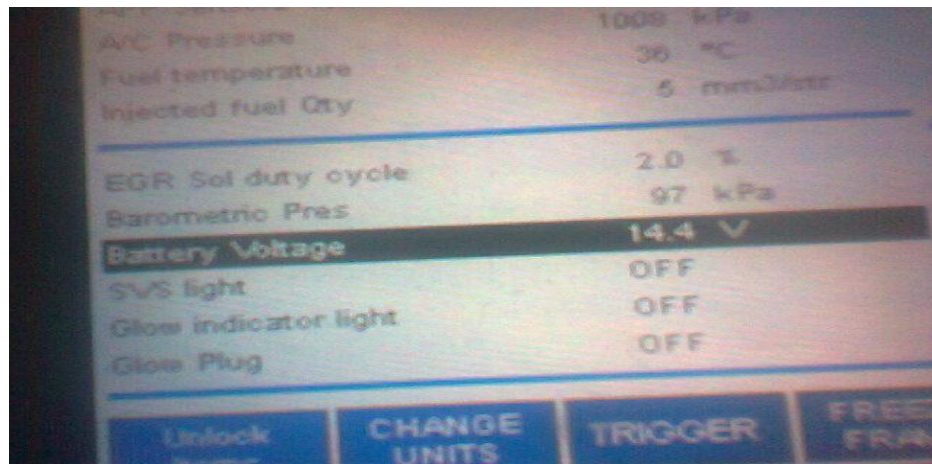 1008 kPa
A/C Pressure
Fuel temperature 36 °C
Injected fuel Qty 5 mm3/str
EGR Sol duty cycle 2.0 %
Barometric Pres 97 kPa
Battery Voltage 14.4 V
SVS light OFF
Glow indicator light OFF
Glow Plug OFF
Unlock CHANGE UNITS TRIGGER